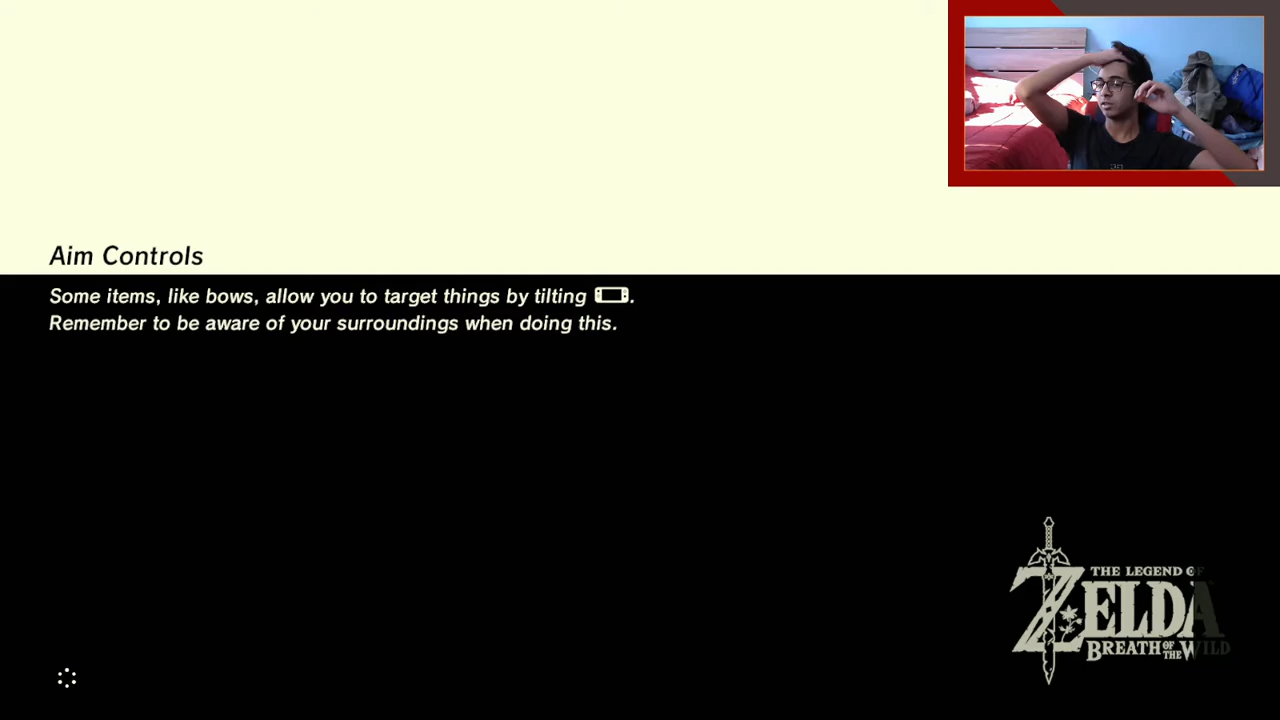 Aim Controls
Some items, like bows, allow you to target things by tilting .
Remember to be aware of your surroundings when doing this.
THE LEGEND OF
ZELDA
BREATH OF THE WILD